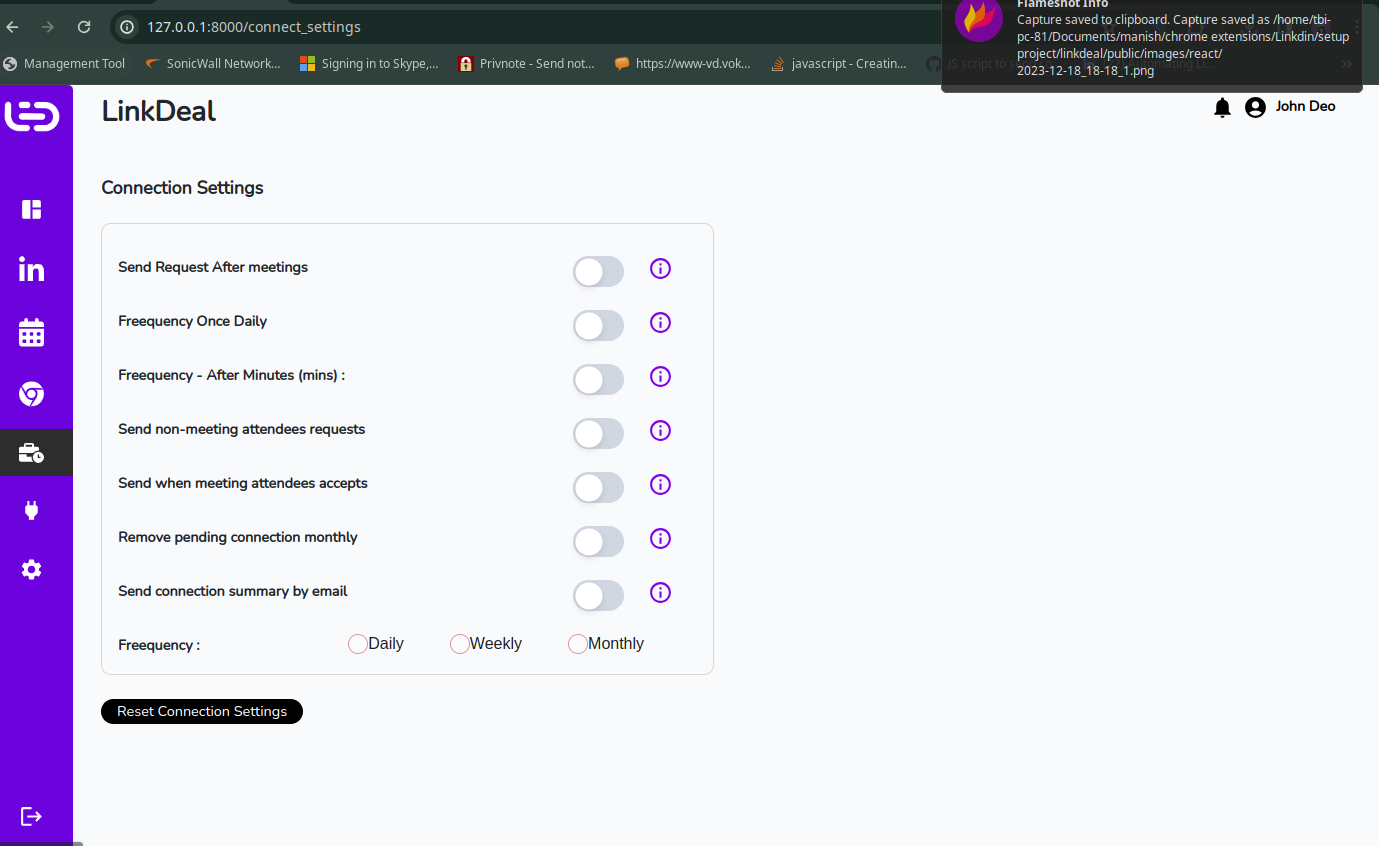 Flameshot Info
Capture saved to clipboard. Capture saved as /home/tbi-
pc-81/Documents/manish/chrome extensions/Linkdin/setup
project/linkdeal/public/images/react/
2023-12-18_18-18_1.png
127.0.0.1:8000/connect_settings
Management Tool
SonicWall Network...
Signing in to Skype,...
Privnote - Send not...
https://www-vd.vok...
javascript - Creatin...
JS script to
LinkDeal
John Deo
Connection Settings
Send Request After meetings
Freequency Once Daily
Freequency - After Minutes (mins) :
Send non-meeting attendees requests
Send when meeting attendees accepts
Remove pending connection monthly
Send connection summary by email
Freequency :
Daily
Weekly
Monthly
Reset Connection Settings